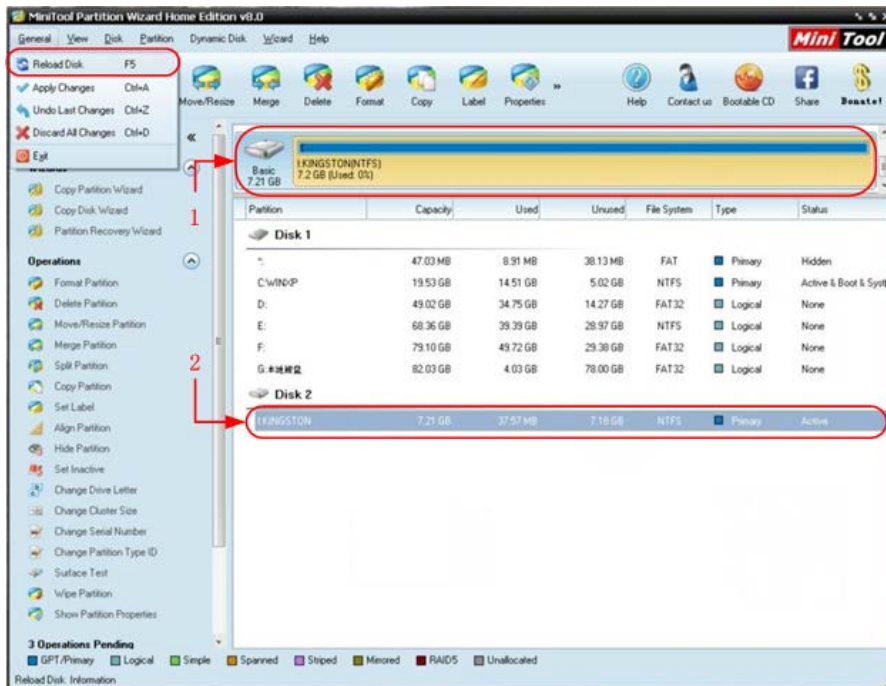 MiniTool Partition Wizard Home Edition v8.0
General View Disk Partition Dynamic Disk Wizard Help
Mini Tool
Reload Disk F5
Apply Changes Ctrl+A
Undo Last Changes Ctrl+Z
Discard All Changes Ctrl+D
Exit
Move/Resize Merge Delete Format Copy Label Properties » Help Contact us Bootable CD Share Donate!
«
1
Basic
7.21 GB
I:KINGSTON(NTFS)
7.2 GB (Used: 0%)
Wizards
Copy Partition Wizard
Copy Disk Wizard
Partition Recovery Wizard
Operations
Format Partition
Delete Partition
Move/Resize Partition
Merge Partition
Split Partition
Copy Partition
Set Label
Align Partition
Hide Partition
Set Inactive
Change Drive Letter
Change Cluster Size
Change Serial Number
Change Partition Type ID
Surface Test
Wipe Partition
Show Partition Properties
3 Operations Pending
2
Partition Capacity Used Unused File System Type Status
Disk 1
*: 47.03 MB 8.91 MB 38.13 MB FAT Primary Hidden
C:WINXP 19.53 GB 14.51 GB 5.02 GB NTFS Primary Active & Boot & Syst
D: 49.02 GB 34.75 GB 14.27 GB FAT32 Logical None
E: 68.36 GB 39.39 GB 28.97 GB NTFS Logical None
F: 79.10 GB 49.72 GB 29.38 GB FAT32 Logical None
G: 82.03 GB 4.03 GB 78.00 GB FAT32 Logical None
Disk 2
I:KINGSTON 7.21 GB 37.57 MB 7.18 GB NTFS Primary Active
GPT/Primary Logical Simple Spanned Striped Mirrored RAID5 Unallocated
Reload Disk Information